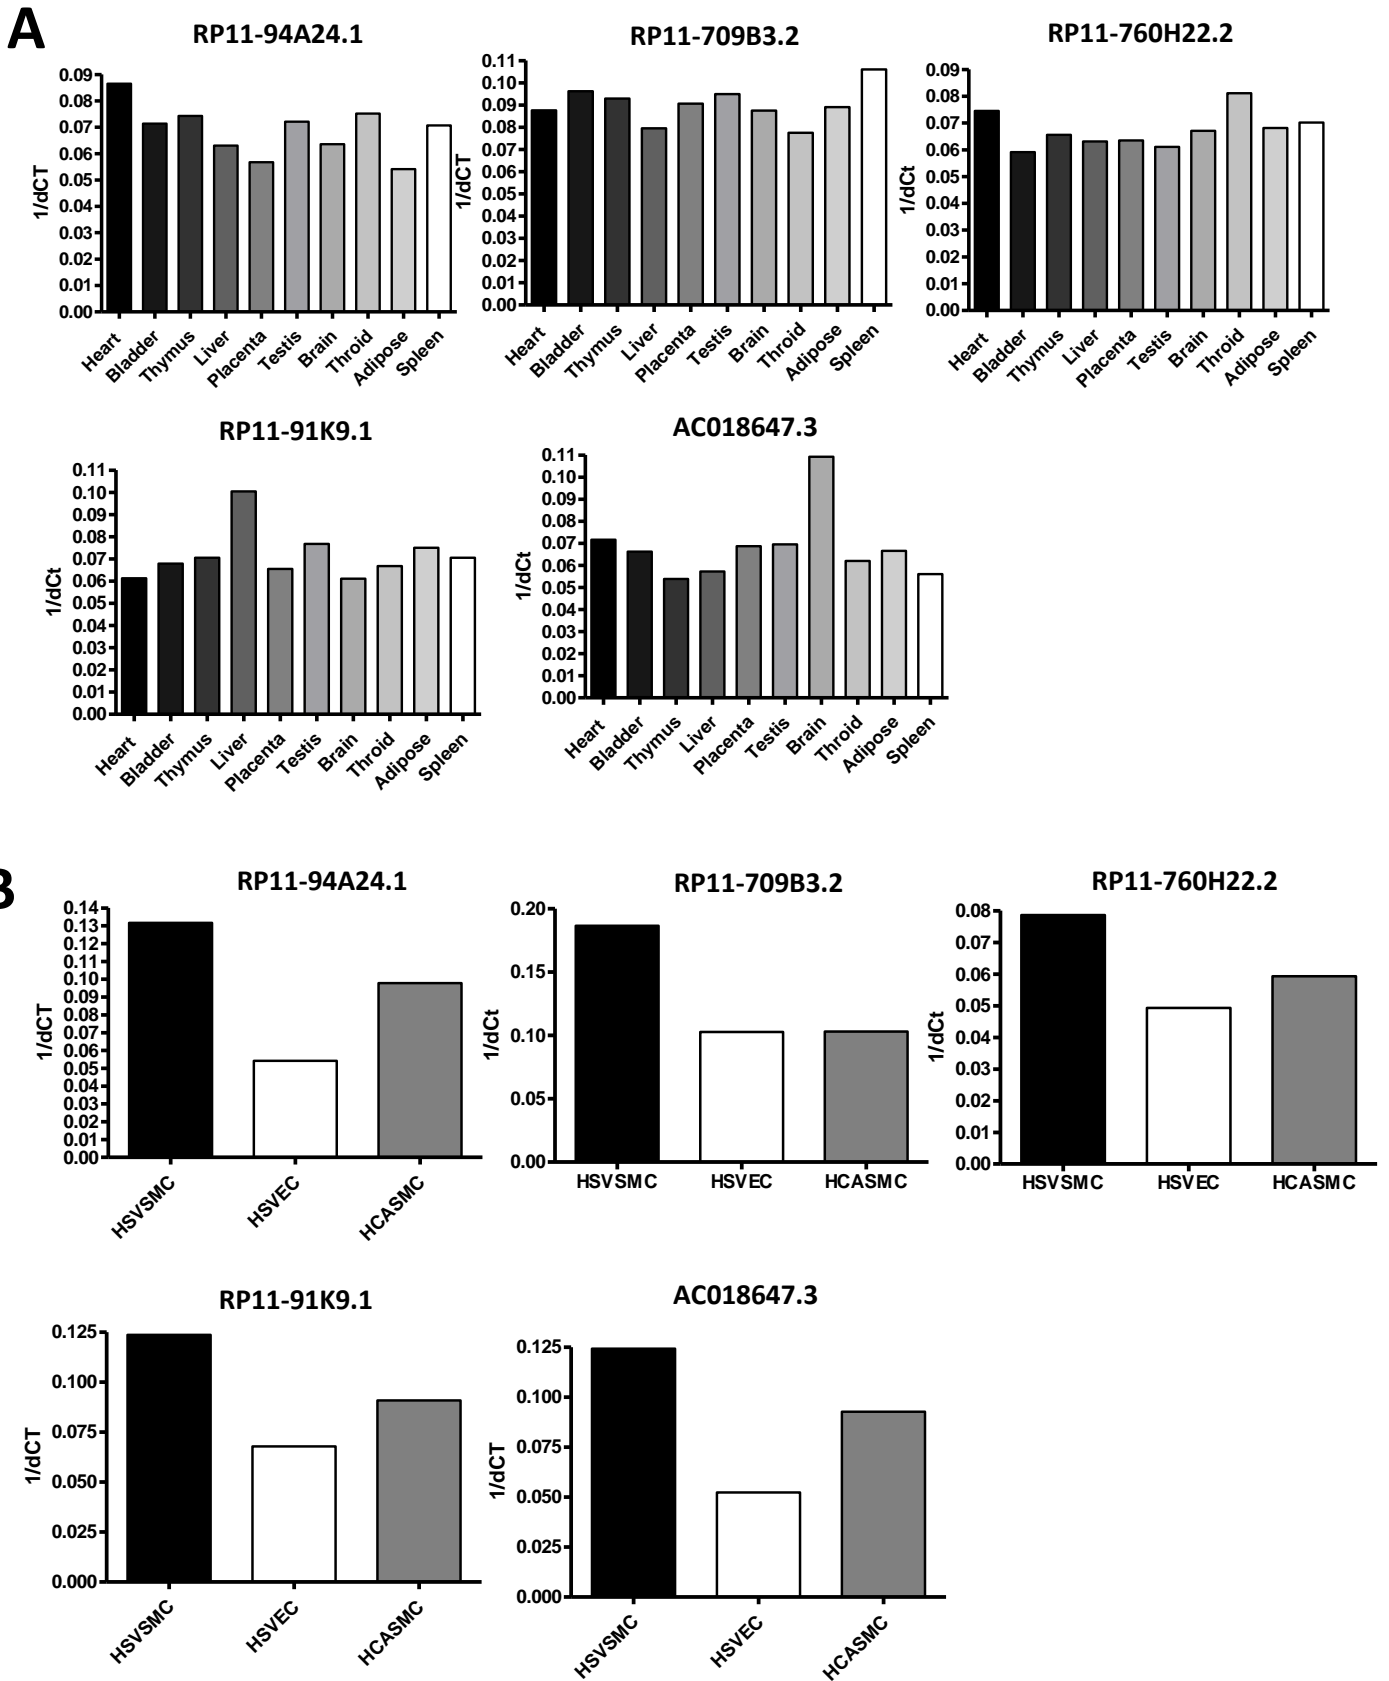 A
RP11-94A24.1
1/dCT
0.09
0.08
0.07
0.06
0.05
0.04
0.03
0.02
0.01
0.00
Heart
Bladder
Thymus
Liver
Placenta
Testis
Brain
Throid
Adipose
Spleen
RP11-709B3.2
1/dCT
0.11
0.10
0.09
0.08
0.07
0.06
0.05
0.04
0.03
0.02
0.01
0.00
Heart
Bladder
Thymus
Liver
Placenta
Testis
Brain
Throid
Adipose
Spleen
RP11-760H22.2
1/dCt
0.09
0.08
0.07
0.06
0.05
0.04
0.03
0.02
0.01
0.00
Heart
Bladder
Thymus
Liver
Placenta
Testis
Brain
Throid
Adipose
Spleen
RP11-91K9.1
1/dCt
0.11
0.10
0.09
0.08
0.07
0.06
0.05
0.04
0.03
0.02
0.01
0.00
Heart
Bladder
Thymus
Liver
Placenta
Testis
Brain
Throid
Adipose
Spleen
AC018647.3
1/dCt
0.11
0.10
0.09
0.08
0.07
0.06
0.05
0.04
0.03
0.02
0.01
0.00
Heart
Bladder
Thymus
Liver
Placenta
Testis
Brain
Throid
Adipose
Spleen
B
RP11-94A24.1
1/dCT
0.14
0.13
0.12
0.11
0.10
0.09
0.08
0.07
0.06
0.05
0.04
0.03
0.02
0.01
0.00
HSVSMC
HSVEC
HCASMC
RP11-709B3.2
1/dCt
0.20
0.15
0.10
0.05
0.00
HSVSMC
HSVEC
HCASMC
RP11-760H22.2
1/dCt
0.08
0.07
0.06
0.05
0.04
0.03
0.02
0.01
0.00
HSVSMC
HSVEC
HCASMC
RP11-91K9.1
1/dCT
0.125
0.100
0.075
0.050
0.025
0.000
HSVSMC
HSVEC
HCASMC
AC018647.3
1/dCT
0.125
0.100
0.075
0.050
0.025
0.000
HSVSMC
HSVEC
HCASMC